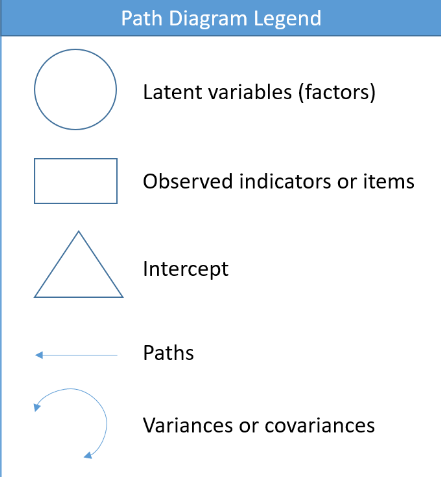 Path Diagram Legend
Latent variables (factors)
Observed indicators or items
Intercept
Paths
Variances or covariances